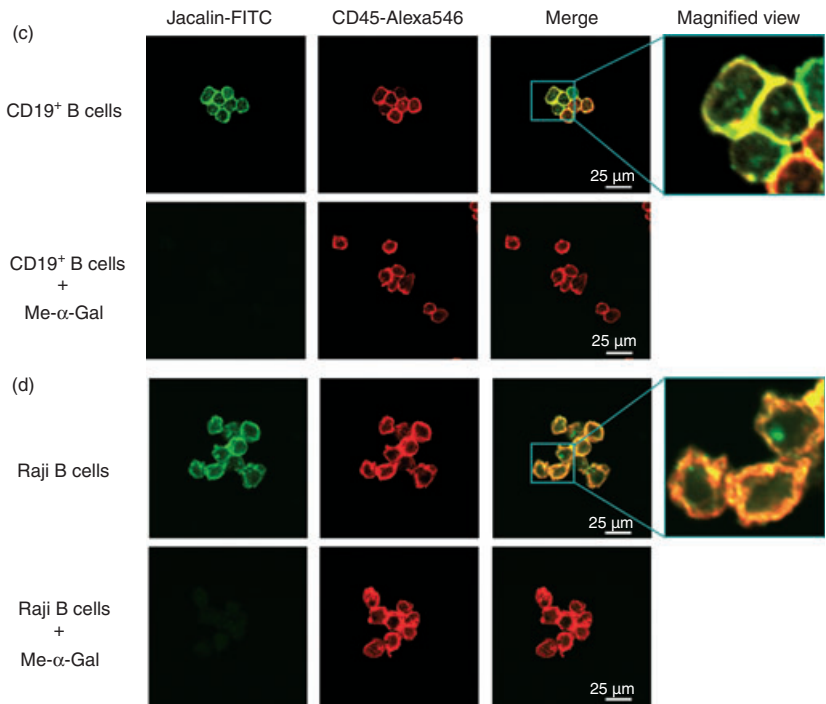 Jacalin-FITC CD45-Alexa546 Merge Magnified view
(c)
CD19⁺ B cells
25 µm
CD19⁺ B cells
+
Me-α-Gal
25 µm
(d)
Raji B cells
25 µm
Raji B cells
+
Me-α-Gal
25 µm